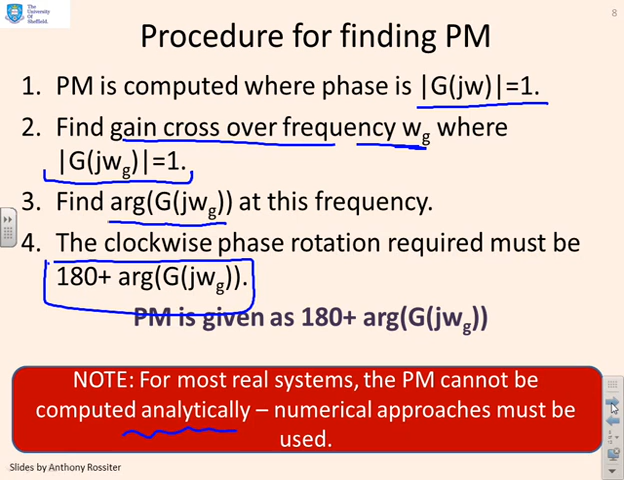 The
University
Of
Sheffield.
8
Procedure for finding PM
1. PM is computed where phase is |G(jw)|=1.
2. Find gain cross over frequency wg where
|G(jwg)|=1.
3. Find arg(G(jwg)) at this frequency.
4. The clockwise phase rotation required must be
180+ arg(G(jwg)).
PM is given as 180+ arg(G(jwg))
NOTE: For most real systems, the PM cannot be
computed analytically – numerical approaches must be
used.
Slides by Anthony Rossiter